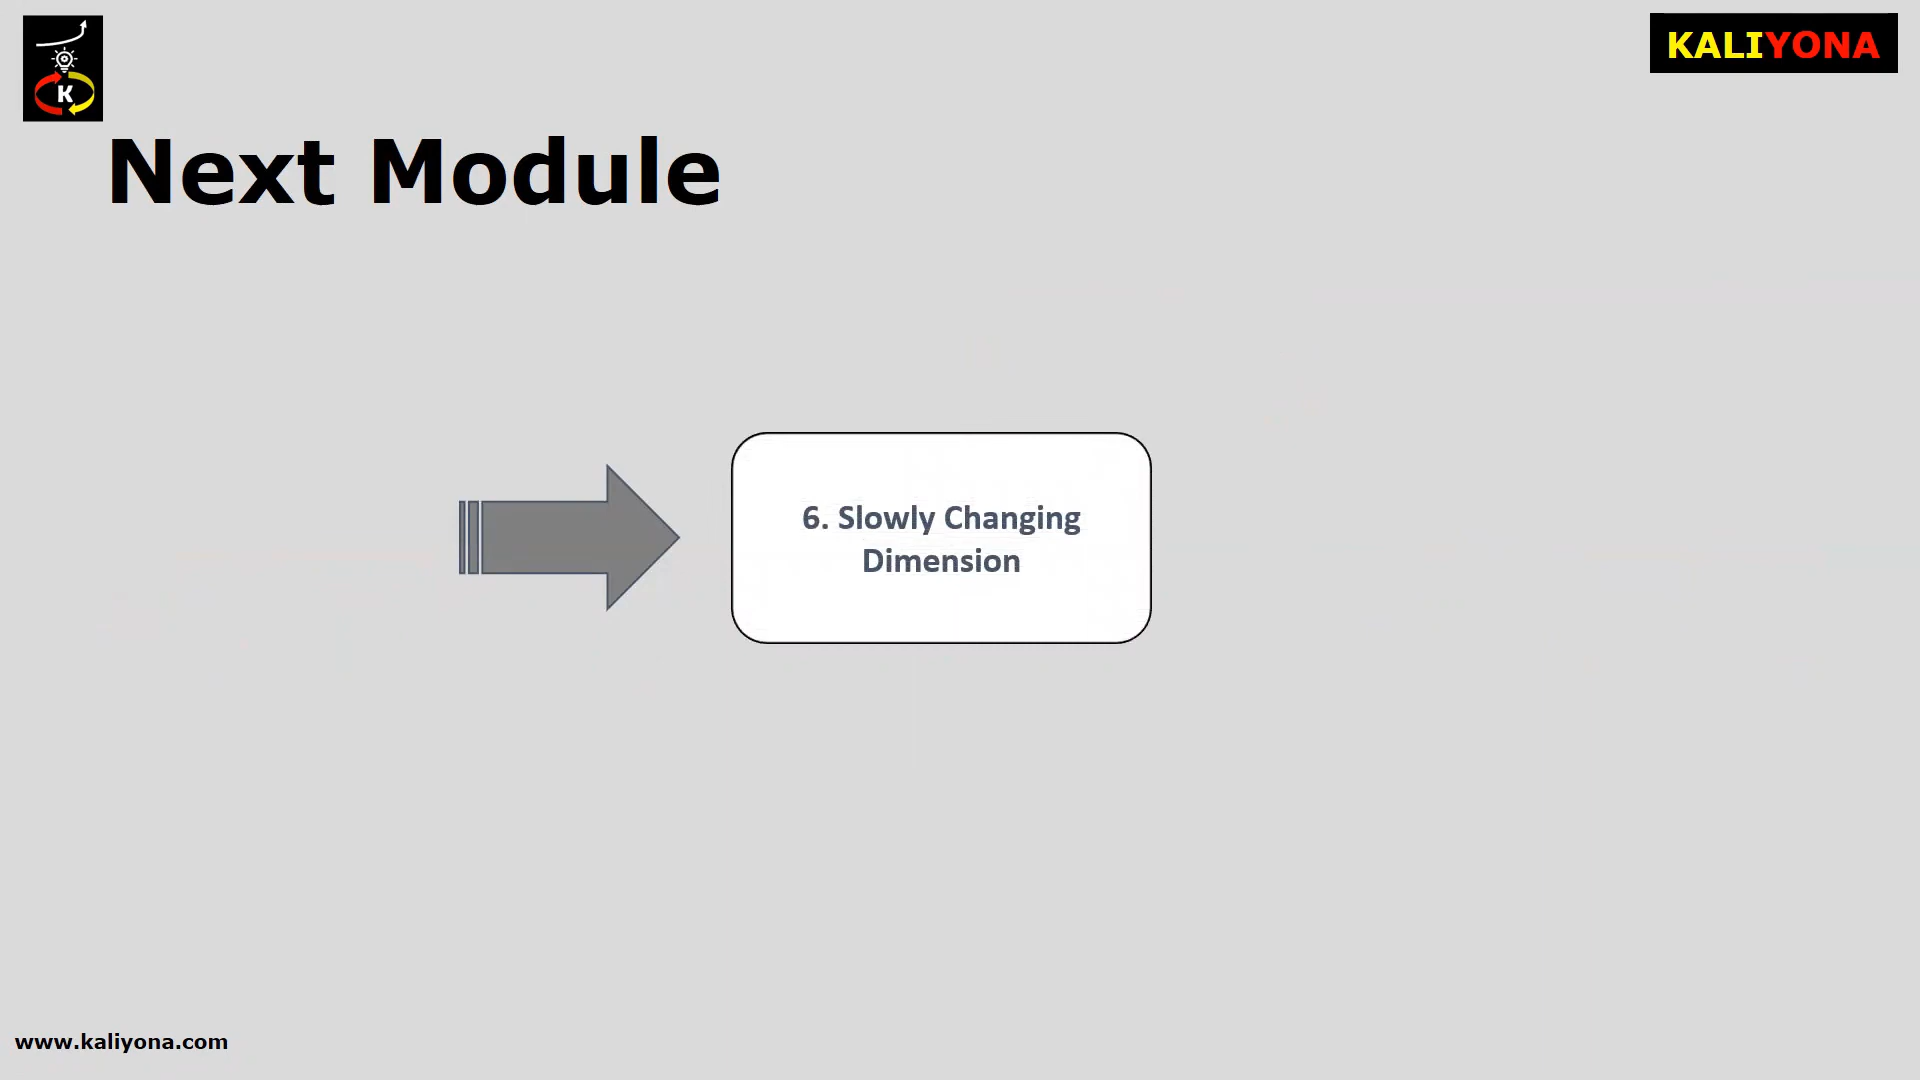 K
KALIYONA
Next Module
6. Slowly Changing
Dimension
www.kaliyona.com